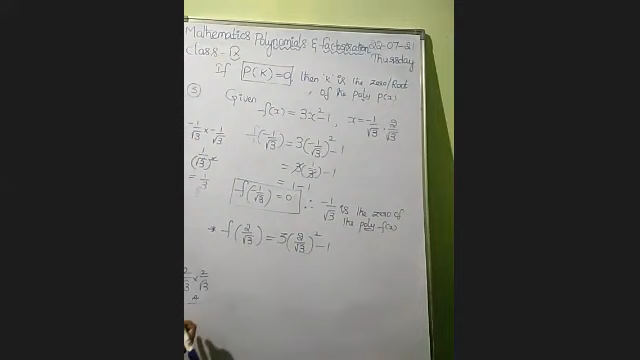 Mathematics Polynomials & factorisation 22-07-21
class-IX Thursday
If P(K)=0, then 'k' is the zero/Root of the poly p(x)
③ Given f(x) = 3x²-1, x = -1/√3, 2/√3
f(-1/√3) = 3(-1/√3)² -1
= 3(1/3) -1
= 1-1
f(-1/√3) = 0 ∴ -1/√3 is the zero of the poly f(x)
* f(2/√3) = 3(2/√3)² -1
-1/√3 × -1/√3
1/(√3)²
= 1/3
2/√3 × 2/√3
4